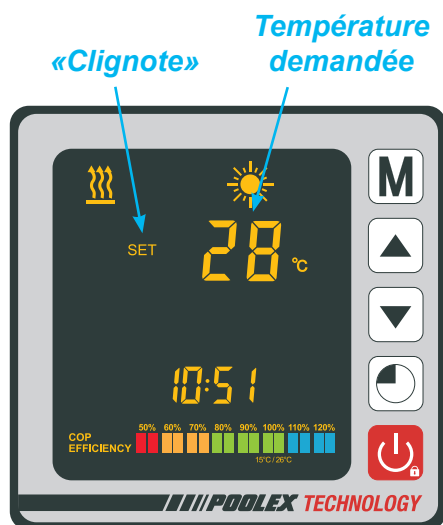 Température
«Clignote» demandée
M
SET 28 °C
10:51
50% 60% 70% 80% 90% 100% 110% 120%
COP
EFFICIENCY
15°C / 26°C
POOLEX TECHNOLOGY